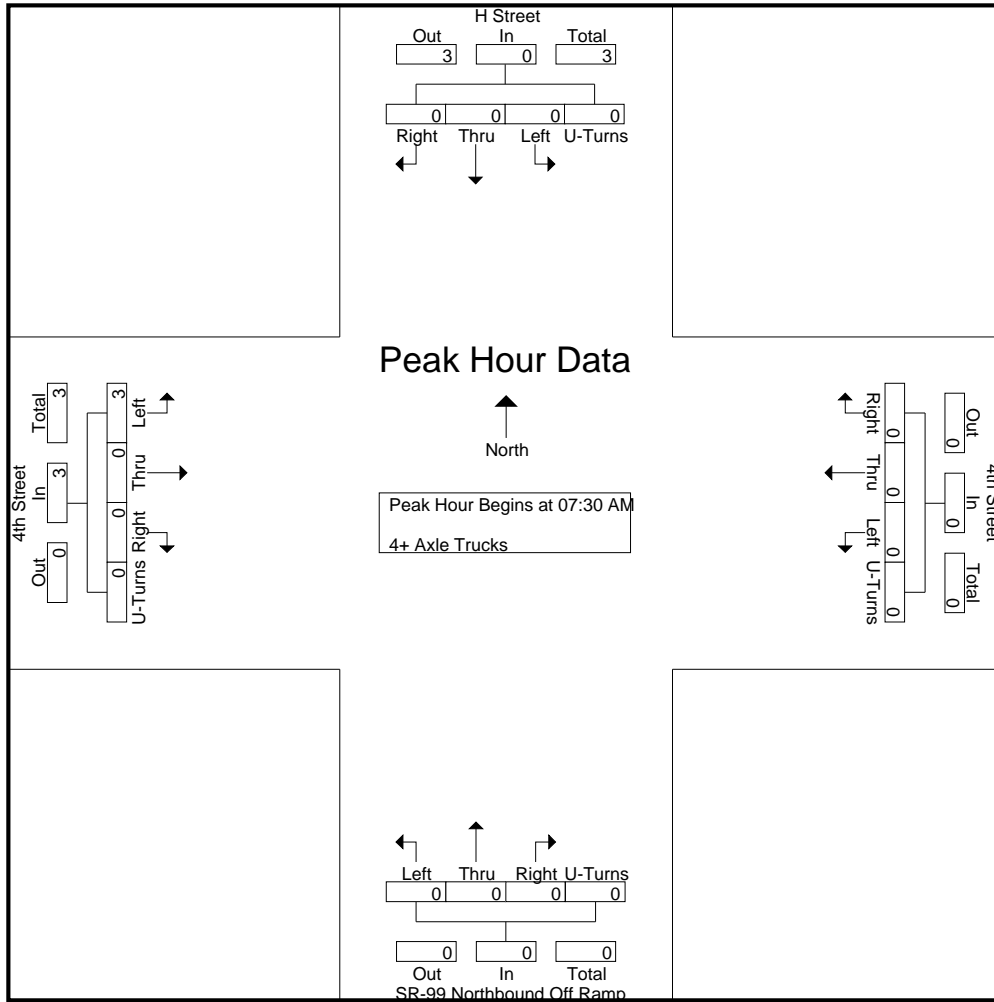 H Street
Out In Total
3 0 3
0 0 0 0
Right Thru Left U-Turns
Peak Hour Data
North
Peak Hour Begins at 07:30 AM
4+ Axle Trucks
4th Street
Total In Out
3 3 0
3 0 0 0
Left Thru Right U-Turns
4th Street
Out In Total
0 0 0
0 0 0 0
Right Thru Left U-Turns
Left Thru Right U-Turns
0 0 0 0
0 0 0
Out In Total
SR-99 Northbound Off Ramp